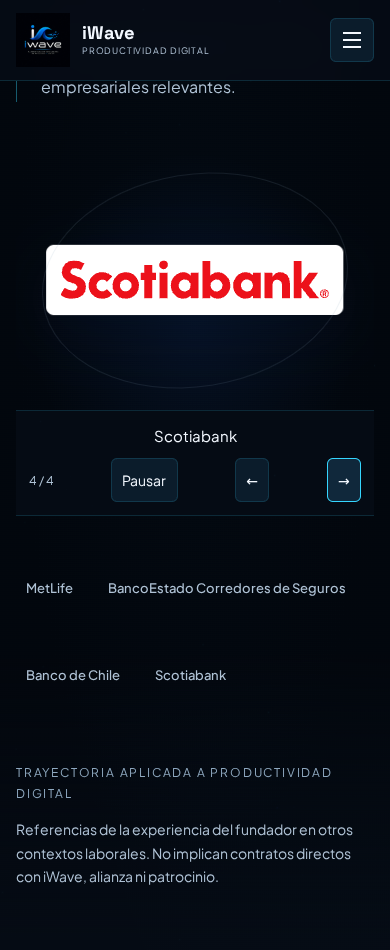 iWave
iWave
PRODUCTIVIDAD DIGITAL
empresariales relevantes.
Scotiabank®
Scotiabank
4 / 4
Pausar
←
→
MetLife
BancoEstado Corredores de Seguros
Banco de Chile
Scotiabank
TRAYECTORIA APLICADA A PRODUCTIVIDAD
DIGITAL
Referencias de la experiencia del fundador en otros
contextos laborales. No implican contratos directos
con iWave, alianza ni patrocinio.